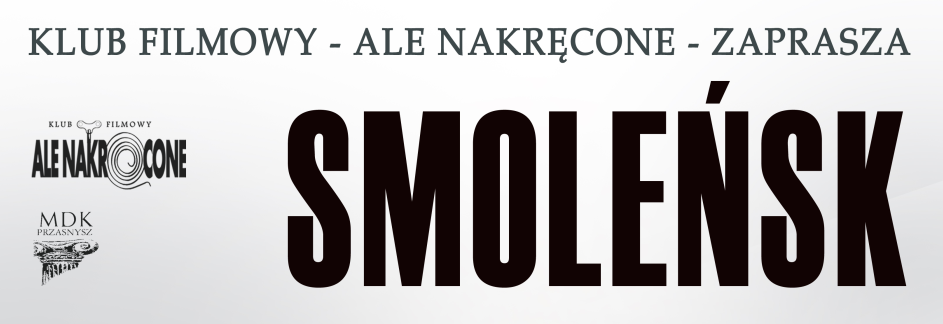 KLUB FILMOWY - ALE NAKRĘCONE - ZAPRASZA
KLUB FILMOWY
ALE NAKRĘCONE
MDK
PRZASNYSZ
SMOLEŃSK